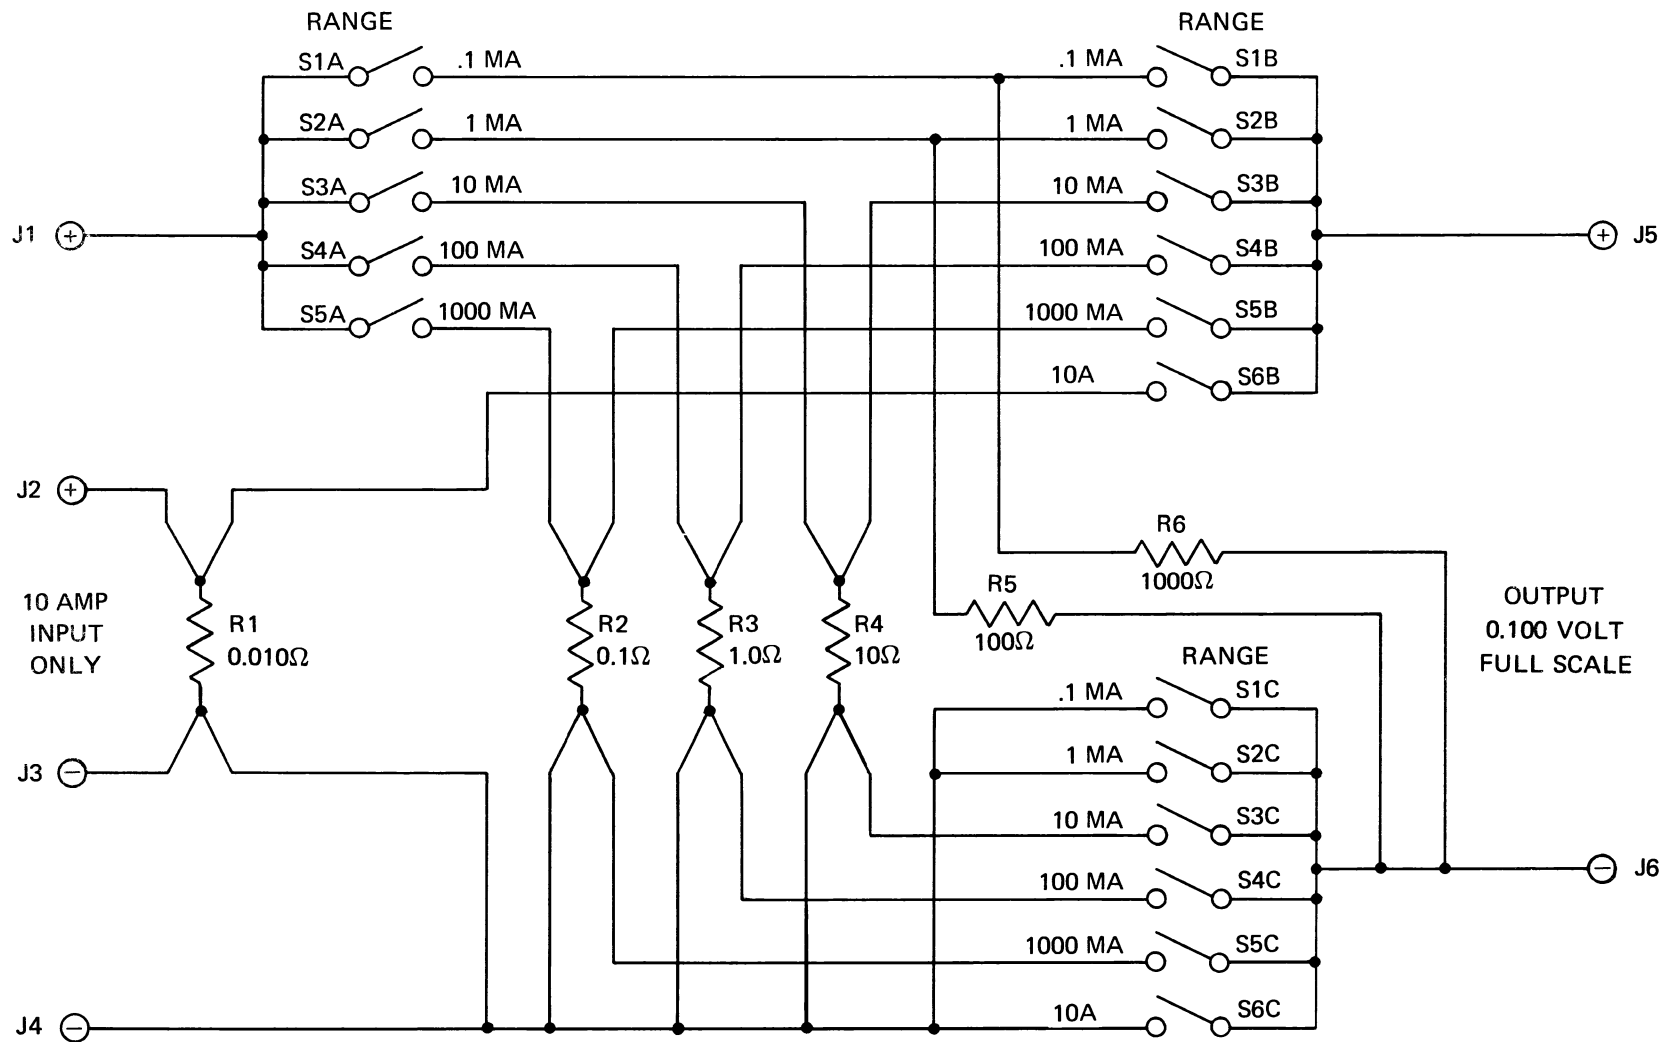 RANGE
S1A .1 MA
S2A 1 MA
S3A 10 MA
S4A 100 MA
S5A 1000 MA
RANGE
.1 MA S1B
1 MA S2B
10 MA S3B
100 MA S4B
1000 MA S5B
10A S6B
J1 +
+ J5
J2 +
10 AMP
INPUT
ONLY
R1
0.010Ω
R2
0.1Ω
R3
1.0Ω
R4
10Ω
R5
100Ω
R6
1000Ω
OUTPUT
0.100 VOLT
FULL SCALE
RANGE
.1 MA S1C
1 MA S2C
10 MA S3C
100 MA S4C
1000 MA S5C
10A S6C
J3 −
− J6
J4 −